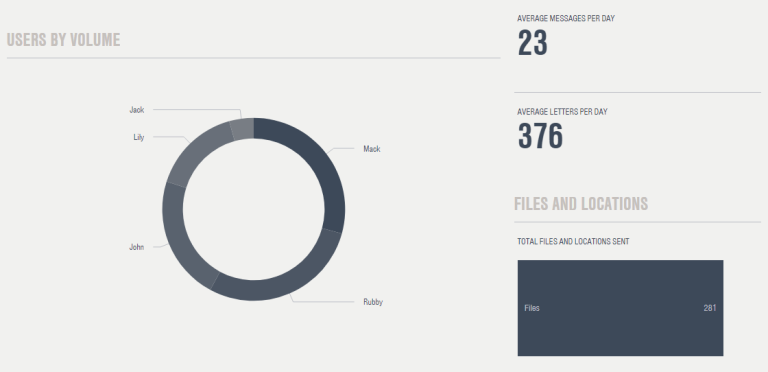 USERS BY VOLUME
Jack
Lily
Mack
John
Rubby
AVERAGE MESSAGES PER DAY
23
AVERAGE LETTERS PER DAY
376
FILES AND LOCATIONS
TOTAL FILES AND LOCATIONS SENT
Files 281